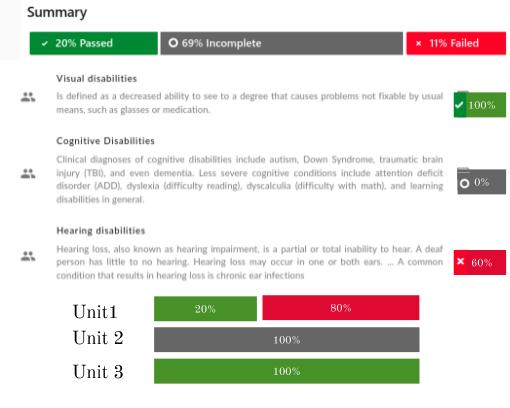 Summary
✓ 20% Passed
69% Incomplete
× 11% Failed
Visual disabilities
Is defined as a decreased ability to see to a degree that causes problems not fixable by usual
means, such as glasses or medication.
100%
Cognitive Disabilities
Clinical diagnoses of cognitive disabilities include autism, Down Syndrome, traumatic brain
injury (TBI), and even dementia. Less severe cognitive conditions include attention deficit
disorder (ADD), dyslexia (difficulty reading), dyscalculia (difficulty with math), and learning
disabilities in general.
0%
Hearing disabilities
Hearing loss, also known as hearing impairment, is a partial or total inability to hear. A deaf
person has little to no hearing. Hearing loss may occur in one or both ears. ... A common
condition that results in hearing loss is chronic ear infections
60%
Unit1
20%
80%
Unit 2
100%
Unit 3
100%